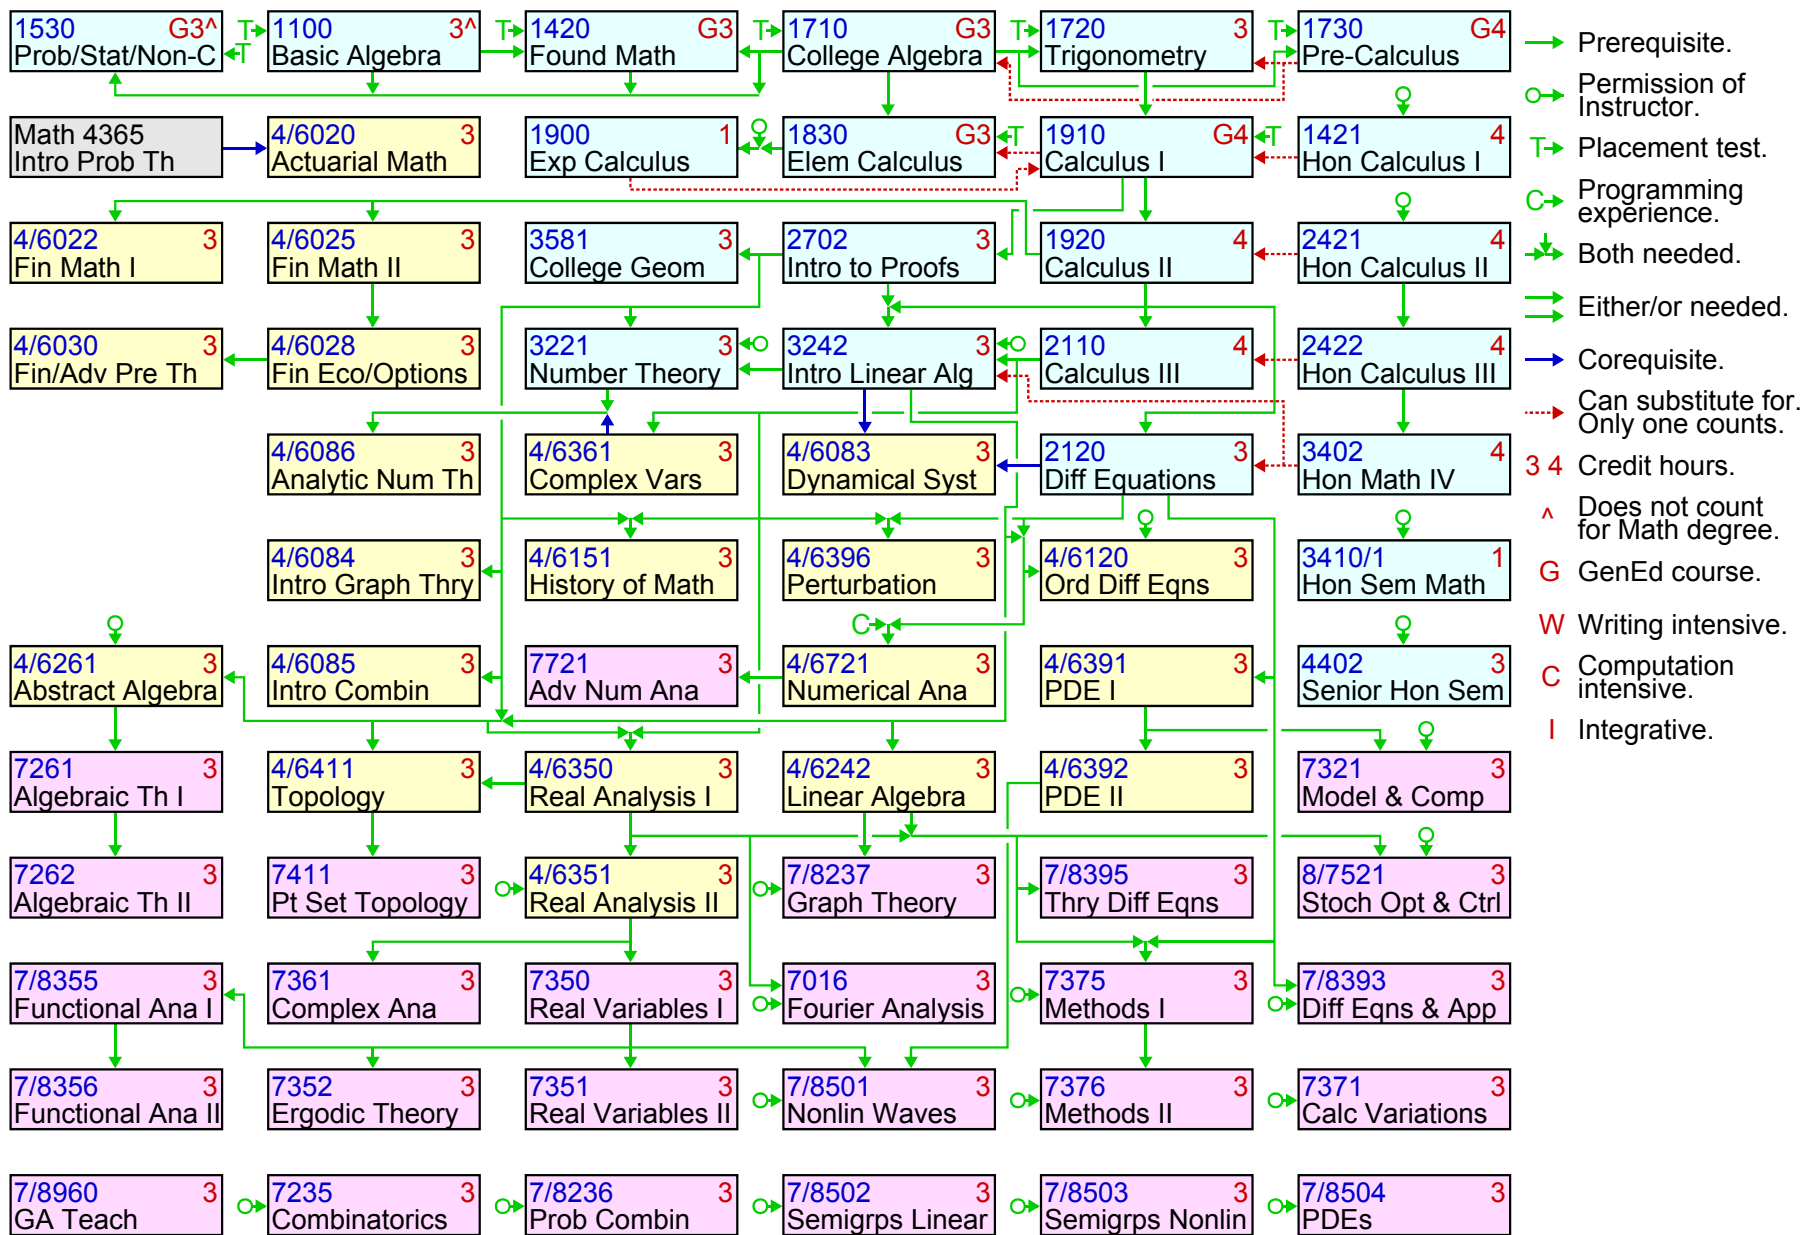 1530 G3^
Prob/Stat/Non-C
T
T
1100 3^
Basic Algebra
T
1420 G3
Found Math
T
1710 G3
College Algebra
T
1720 3
Trigonometry
T
1730 G4
Pre-Calculus
Prerequisite.
Permission of
Instructor.
Math 4365
Intro Prob Th
4/6020 3
Actuarial Math
1900 1
Exp Calculus
1830 G3
Elem Calculus
T
1910 G4
Calculus I
T
1421 4
Hon Calculus I
T Placement test.
C Programming
experience.
4/6022 3
Fin Math I
4/6025 3
Fin Math II
3581 3
College Geom
2702 3
Intro to Proofs
1920 4
Calculus II
2421 4
Hon Calculus II
Both needed.
Either/or needed.
4/6030 3
Fin/Adv Pre Th
4/6028 3
Fin Eco/Options
3221 3
Number Theory
3242 3
Intro Linear Alg
2110 4
Calculus III
2422 4
Hon Calculus III
Corequisite.
Can substitute for.
Only one counts.
4/6086 3
Analytic Num Th
4/6361 3
Complex Vars
4/6083 3
Dynamical Syst
2120 3
Diff Equations
3402 4
Hon Math IV
3 4 Credit hours.
^ Does not count
for Math degree.
4/6084 3
Intro Graph Thry
4/6151 3
History of Math
4/6396 3
Perturbation
4/6120 3
Ord Diff Eqns
3410/1 1
Hon Sem Math
G GenEd course.
W Writing intensive.
4/6261 3
Abstract Algebra
4/6085 3
Intro Combin
7721 3
Adv Num Ana
C
4/6721 3
Numerical Ana
4/6391 3
PDE I
4402 3
Senior Hon Sem
C Computation
intensive.
I Integrative.
7261 3
Algebraic Th I
4/6411 3
Topology
4/6350 3
Real Analysis I
4/6242 3
Linear Algebra
4/6392 3
PDE II
7321 3
Model & Comp
7262 3
Algebraic Th II
7411 3
Pt Set Topology
4/6351 3
Real Analysis II
7/8237 3
Graph Theory
7/8395 3
Thry Diff Eqns
8/7521 3
Stoch Opt & Ctrl
7/8355 3
Functional Ana I
7361 3
Complex Ana
7350 3
Real Variables I
7016 3
Fourier Analysis
7375 3
Methods I
7/8393 3
Diff Eqns & App
7/8356 3
Functional Ana II
7352 3
Ergodic Theory
7351 3
Real Variables II
7/8501 3
Nonlin Waves
7376 3
Methods II
7371 3
Calc Variations
7/8960 3
GA Teach
7235 3
Combinatorics
7/8236 3
Prob Combin
7/8502 3
Semigrps Linear
7/8503 3
Semigrps Nonlin
7/8504 3
PDEs